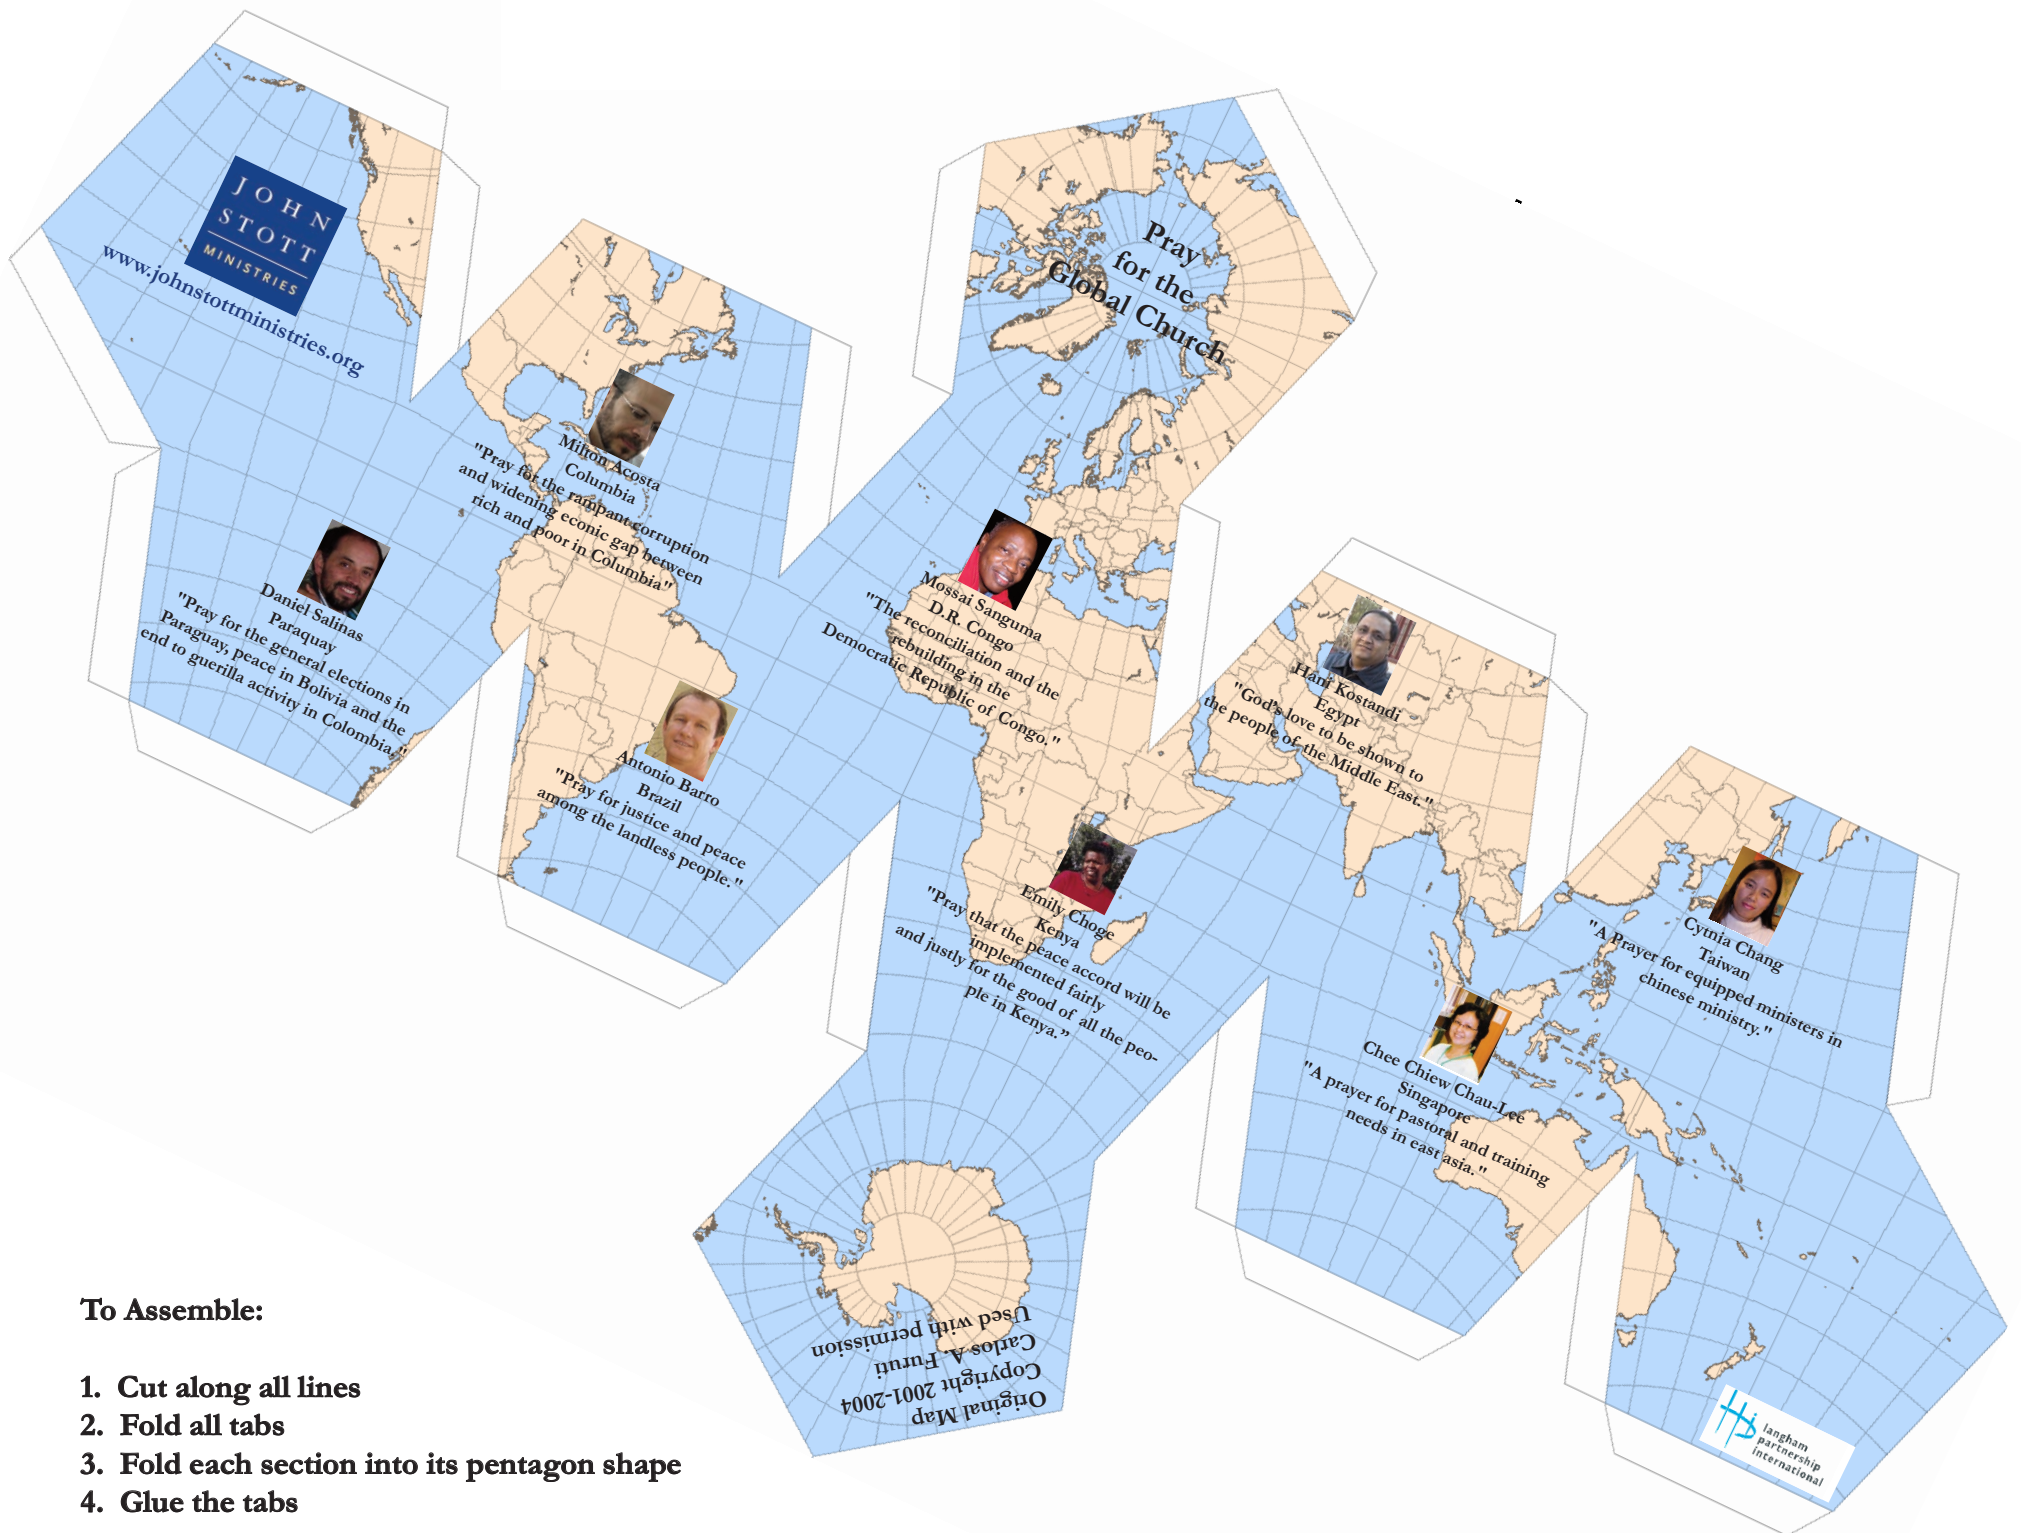 JOHN
STOTT
MINISTRIES
www.johnstottministries.org
Pray
for the
Global Church
Milton Acosta
Columbia
"Pray for the rampant corruption
and widening econic gap between
rich and poor in Columbia"
Daniel Salinas
Paraquay
"Pray for the general elections in
Paraguay, peace in Bolivia and the
end to guerilla activity in Colombia."
Antonio Barro
Brazil
"Pray for justice and peace
among the landless people."
Mossai Sanguma
D.R. Congo
"The reconciliation and the
rebuilding in the
Democratic Republic of Congo."
Emily Choge
Kenya
"Pray that the peace accord will be
implemented fairly
and justly for the good of all the peo-
ple in Kenya.”
Hani Kostandi
Egypt
"God's love to be shown to
the people of the Middle East."
Cytnia Chang
Taiwan
"A Prayer for equipped ministers in
chinese ministry."
Chee Chiew Chau-Lee
Singapore
"A prayer for pastoral and training
needs in east asia."
Original Map
Copyright 2001-2004
Carlos A. Furuti
Used with permission
langham
partnership
international
To Assemble:
1. Cut along all lines
2. Fold all tabs
3. Fold each section into its pentagon shape
4. Glue the tabs